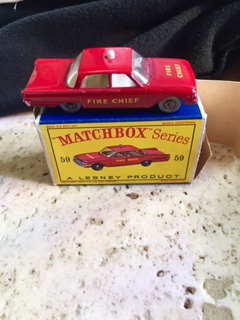 FIRE CHIEF
FIRE
CHIEF
MATCHBOX Series
59 59
A LESNEY PRODUCT